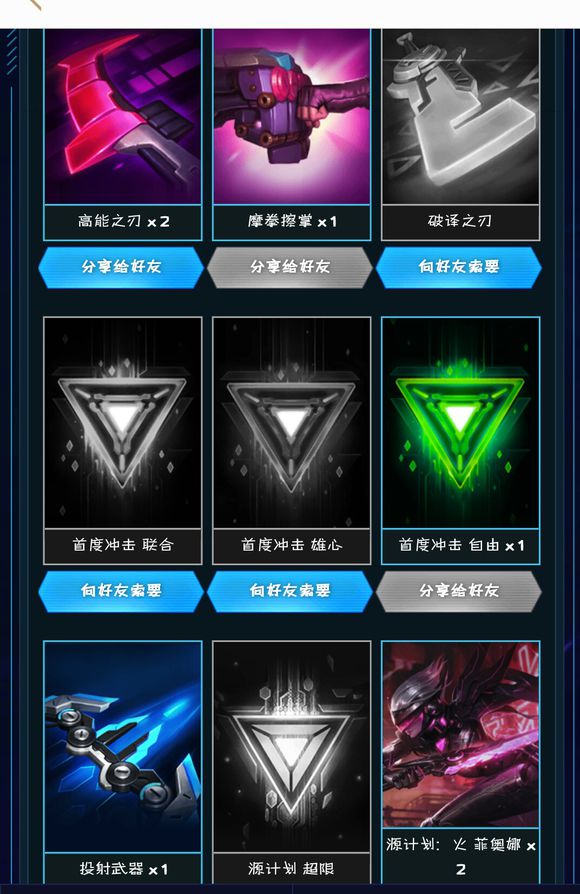 高能之刃 x2
摩拳擦掌 x1
破译之刃
分享给好友
分享给好友
向好友索要
首度冲击 联合
首度冲击 雄心
首度冲击 自由 x1
向好友索要
向好友索要
分享给好友
投射武器 x1
源计划 超限
源计划：火 菲奥娜 x
2